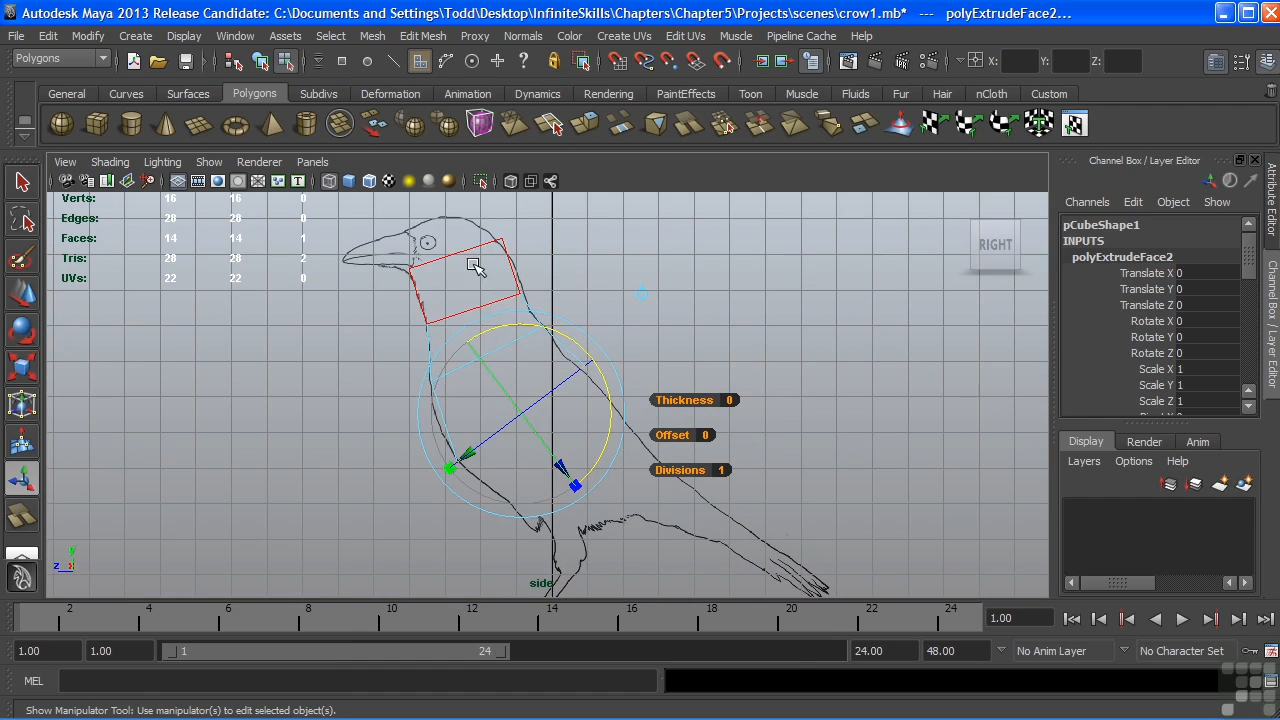 Autodesk Maya 2013 Release Candidate: C:\Documents and Settings\Todd\Desktop\InfiniteSkills\Chapters\Chapter5\Projects\scenes\crow1.mb* --- polyExtrudeFace2...
File Edit Modify Create Display Window Assets Select Mesh Edit Mesh Proxy Normals Color Create UVs Edit UVs Muscle Pipeline Cache Help
Polygons X: Y: Z:
General Curves Surfaces Polygons Subdivs Deformation Animation Dynamics Rendering PaintEffects Toon Muscle Fluids Fur Hair nCloth Custom
View Shading Lighting Show Renderer Panels
Channel Box / Layer Editor
Verts: 16 16 0
Edges: 28 28 0
Faces: 14 14 1
Tris: 28 28 2
UVs: 22 22 0
RIGHT
Thickness 0
Offset 0
Divisions 1
y
z x
side
Channels Edit Object Show
pCubeShape1
INPUTS
polyExtrudeFace2
Translate X 0
Translate Y 0
Translate Z 0
Rotate X 0
Rotate Y 0
Rotate Z 0
Scale X 1
Scale Y 1
Scale Z 1
Attribute Editor
Channel Box / Layer Editor
Display Render Anim
Layers Options Help
2 4 6 8 10 12 14 16 18 20 22 24
1.00
1.00 1.00 1 24 24.00 48.00 No Anim Layer No Character Set
MEL
Show Manipulator Tool: Use manipulator(s) to edit selected object(s).